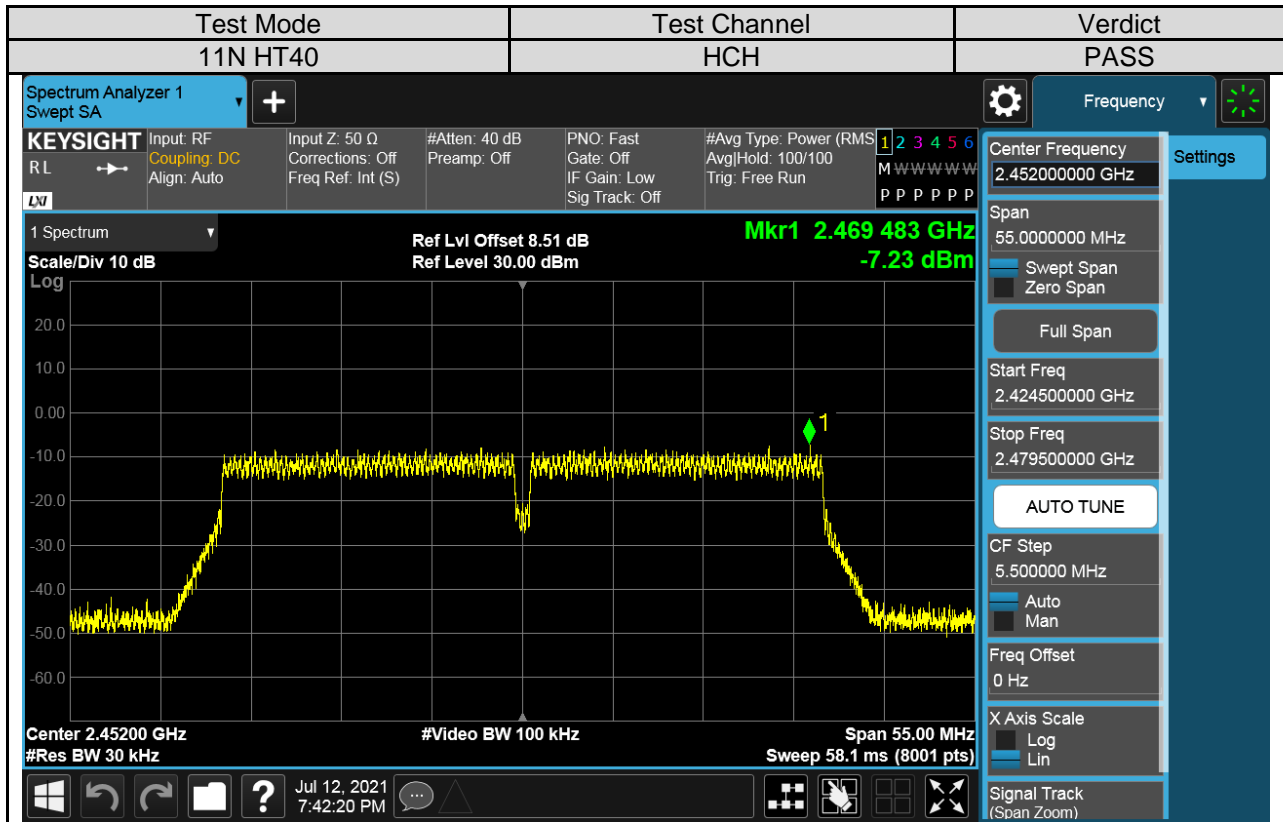 Test Mode Test Channel Verdict
11N HT40 HCH PASS
Spectrum Analyzer 1
Swept SA
Frequency
KEYSIGHT Input: RF Input Z: 50 Ω #Atten: 40 dB PNO: Fast #Avg Type: Power (RMS 1 2 3 4 5 6
RL Coupling: DC Corrections: Off Preamp: Off Gate: Off Avg|Hold: 100/100 M W W W W W
Align: Auto Freq Ref: Int (S) IF Gain: Low Trig: Free Run
LXI Sig Track: Off P P P P P P
1 Spectrum
Ref Lvl Offset 8.51 dB Mkr1 2.469 483 GHz
Scale/Div 10 dB Ref Level 30.00 dBm -7.23 dBm
Log
20.0
10.0
0.00
1
-10.0
-20.0
-30.0
-40.0
-50.0
-60.0
Center 2.45200 GHz #Video BW 100 kHz Span 55.00 MHz
#Res BW 30 kHz Sweep 58.1 ms (8001 pts)
Jul 12, 2021
7:42:20 PM
Center Frequency
2.452000000 GHz
Settings
Span
55.0000000 MHz
Swept Span
Zero Span
Full Span
Start Freq
2.424500000 GHz
Stop Freq
2.479500000 GHz
AUTO TUNE
CF Step
5.500000 MHz
Auto
Man
Freq Offset
0 Hz
X Axis Scale
Log
Lin
Signal Track
(Span Zoom)